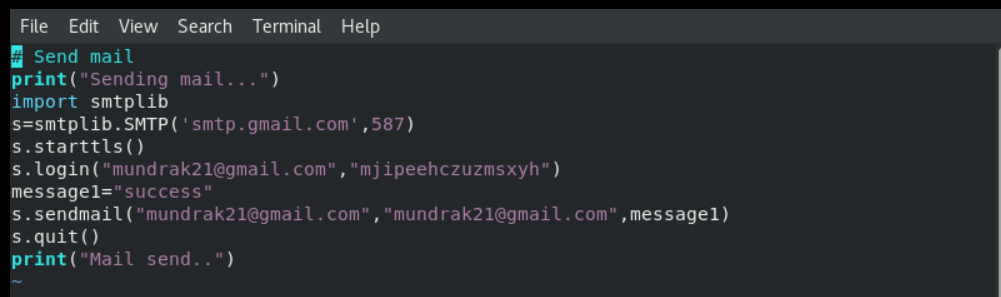 File Edit View Search Terminal Help
# Send mail
print("Sending mail...")
import smtplib
s=smtplib.SMTP('smtp.gmail.com',587)
s.starttls()
s.login("mundrak21@gmail.com","mjipeehczuzmsxyh")
message1="success"
s.sendmail("mundrak21@gmail.com","mundrak21@gmail.com",message1)
s.quit()
print("Mail send..")
~